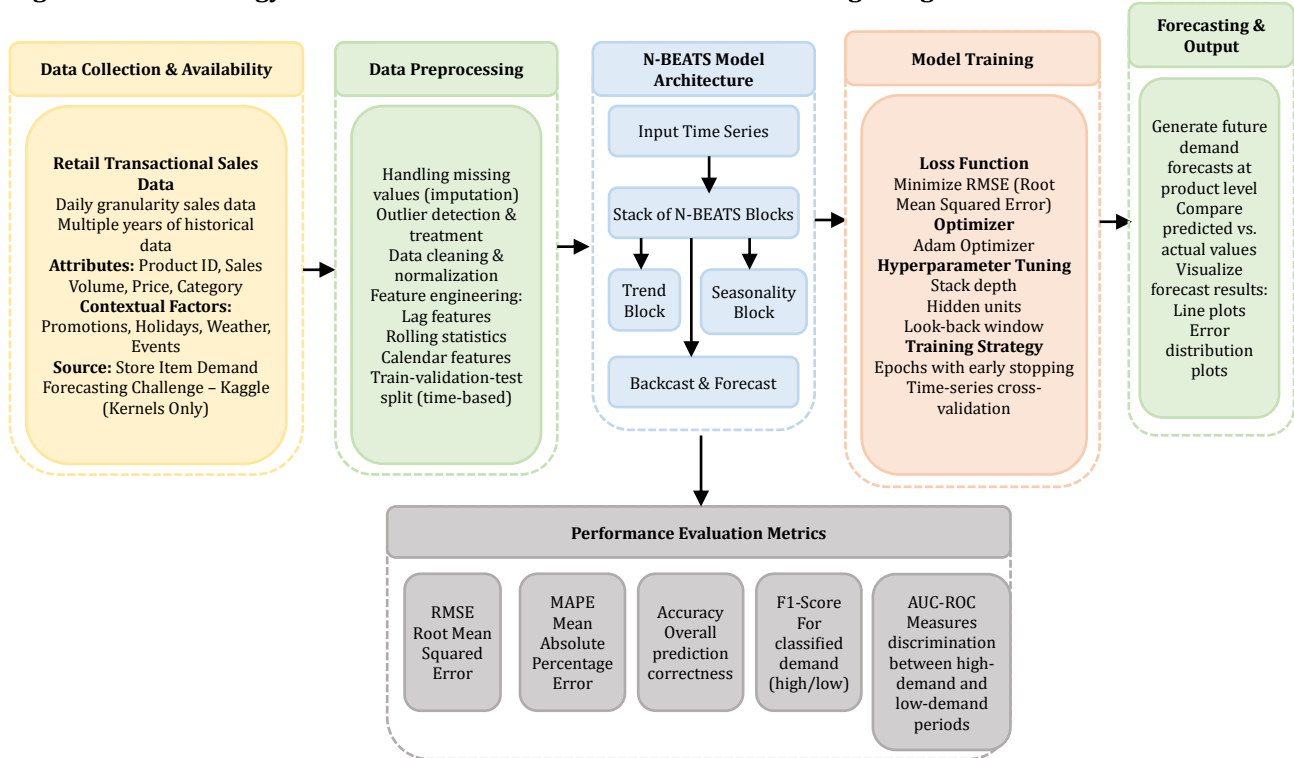 Data Collection & Availability
Retail Transactional Sales
Data
Daily granularity sales data
Multiple years of historical
data
Attributes: Product ID, Sales
Volume, Price, Category
Contextual Factors:
Promotions, Holidays, Weather,
Events
Source: Store Item Demand
Forecasting Challenge – Kaggle
(Kernels Only)
Data Preprocessing
Handling missing
values (imputation)
Outlier detection &
treatment
Data cleaning &
normalization
Feature engineering:
Lag features
Rolling statistics
Calendar features
Train-validation-test
split (time-based)
N-BEATS Model
Architecture
Input Time Series
Stack of N-BEATS Blocks
Trend
Block
Seasonality
Block
Backcast & Forecast
Model Training
Loss Function
Minimize RMSE (Root
Mean Squared Error)
Optimizer
Adam Optimizer
Hyperparameter Tuning
Stack depth
Hidden units
Look-back window
Training Strategy
Epochs with early stopping
Time-series cross-
validation
Forecasting &
Output
Generate future
demand
forecasts at
product level
Compare
predicted vs.
actual values
Visualize
forecast results:
Line plots
Error
distribution
plots
Performance Evaluation Metrics
RMSE
Root Mean
Squared
Error
MAPE
Mean
Absolute
Percentage
Error
Accuracy
Overall
prediction
correctness
F1-Score
For
classified
demand
(high/low)
AUC-ROC
Measures
discrimination
between high-
demand and
low-demand
periods